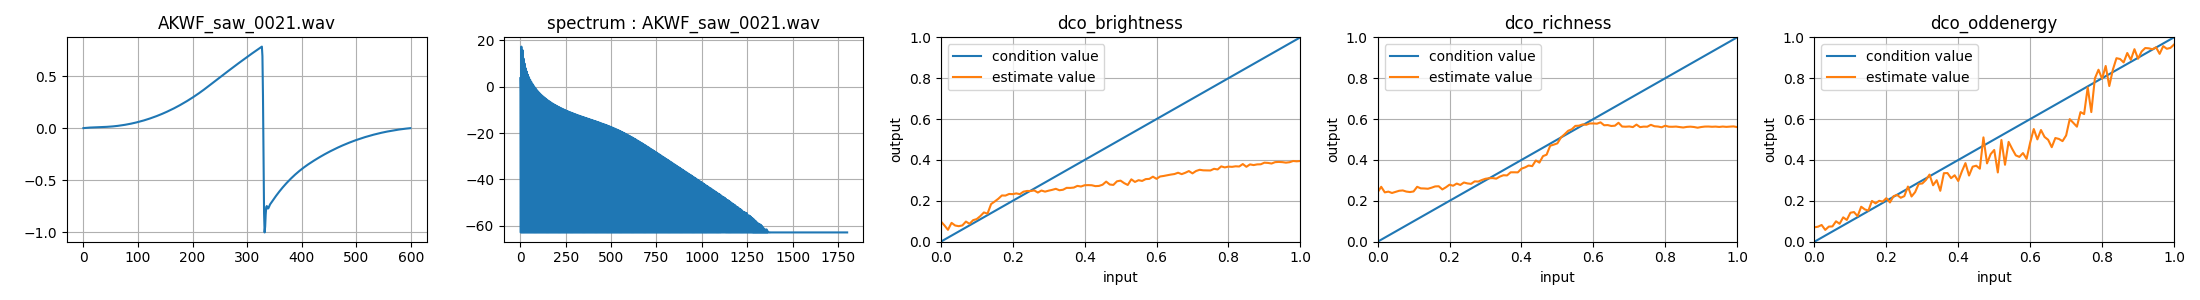 AKWF_saw_0021.wav
0.5
0.0
−0.5
−1.0
0 100 200 300 400 500 600
spectrum : AKWF_saw_0021.wav
20
0
−20
−40
−60
0 250 500 750 1000 1250 1500 1750
dco_brightness
condition value
estimate value
output
1.0
0.8
0.6
0.4
0.2
0.0
0.0 0.2 0.4 0.6 0.8 1.0
input
dco_richness
condition value
estimate value
output
1.0
0.8
0.6
0.4
0.2
0.0
0.0 0.2 0.4 0.6 0.8 1.0
input
dco_oddenergy
condition value
estimate value
output
1.0
0.8
0.6
0.4
0.2
0.0
0.0 0.2 0.4 0.6 0.8 1.0
input